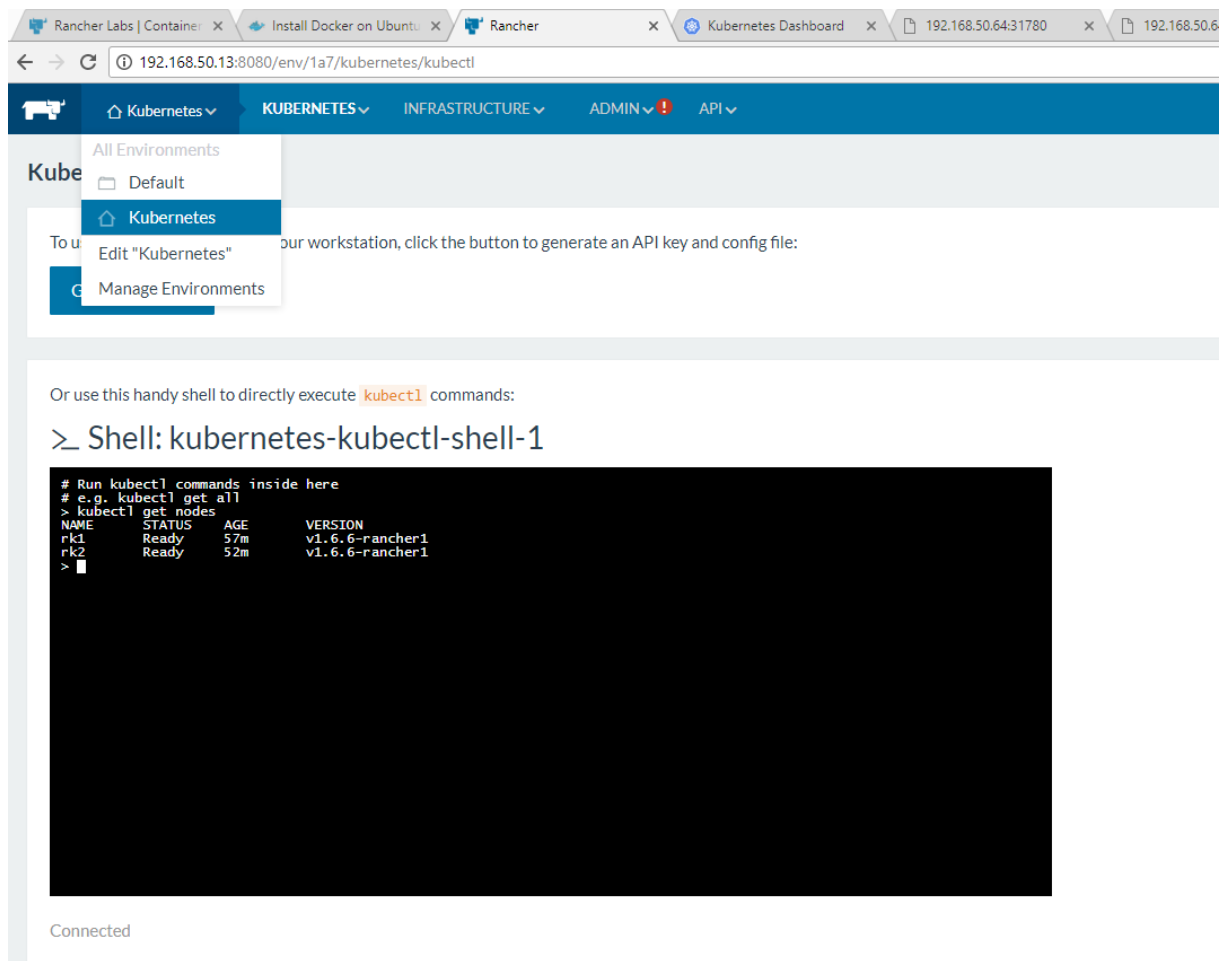 Rancher Labs | Container
Install Docker on Ubuntu
Rancher
Kubernetes Dashboard
192.168.50.64:31780
192.168.50.6
192.168.50.13:8080/env/1a7/kubernetes/kubectl
Kubernetes
KUBERNETES
INFRASTRUCTURE
ADMIN
!
API
All Environments
Default
Kubernetes
Edit "Kubernetes"
Manage Environments
Kube
To u
our workstation, click the button to generate an API key and config file:
G
Or use this handy shell to directly execute kubectl commands:
>_ Shell: kubernetes-kubectl-shell-1
# Run kubectl commands inside here
# e.g. kubectl get all
> kubectl get nodes
NAME STATUS AGE VERSION
rk1 Ready 57m v1.6.6-rancher1
rk2 Ready 52m v1.6.6-rancher1
>
Connected